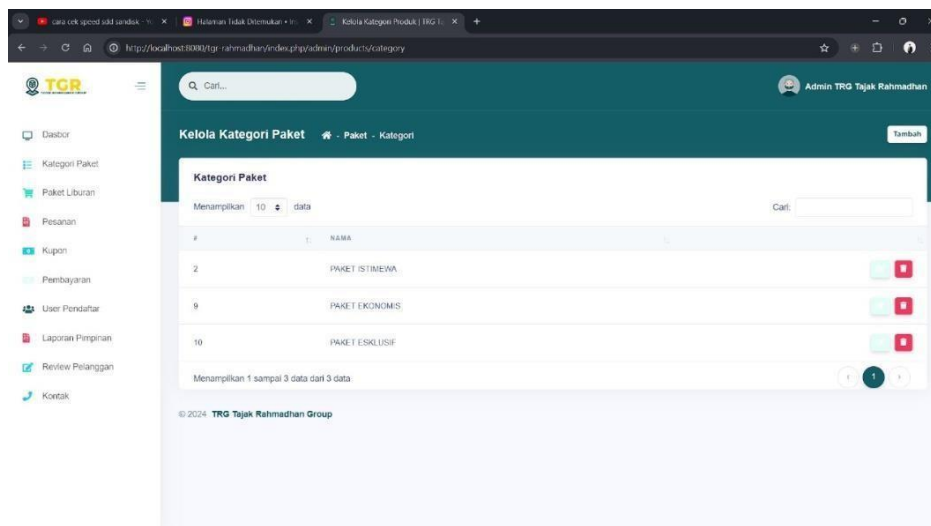 cara cek speed sdd sandisk - Yo
Halaman Tidak Ditemukan • In
Kelola Kategori Produk | TRG Ta
http://localhost:8080/tgr-rahmadhan/index.php/admin/products/category
TGR
Cari...
Admin TRG Tajak Rahmadhan
Dasbor
Kategori Paket
Paket Liburan
Pesanan
Kupon
Pembayaran
User Pendaftar
Laporan Pimpinan
Review Pelanggan
Kontak
Kelola Kategori Paket - Paket - Kategori
Tambah
Kategori Paket
Menampilkan 10 data
Cari:
# NAMA
2 PAKET ISTIMEWA
9 PAKET EKONOMIS
10 PAKET ESKLUSIF
Menampilkan 1 sampai 3 data dari 3 data
1
© 2024 TRG Tajak Rahmadhan Group